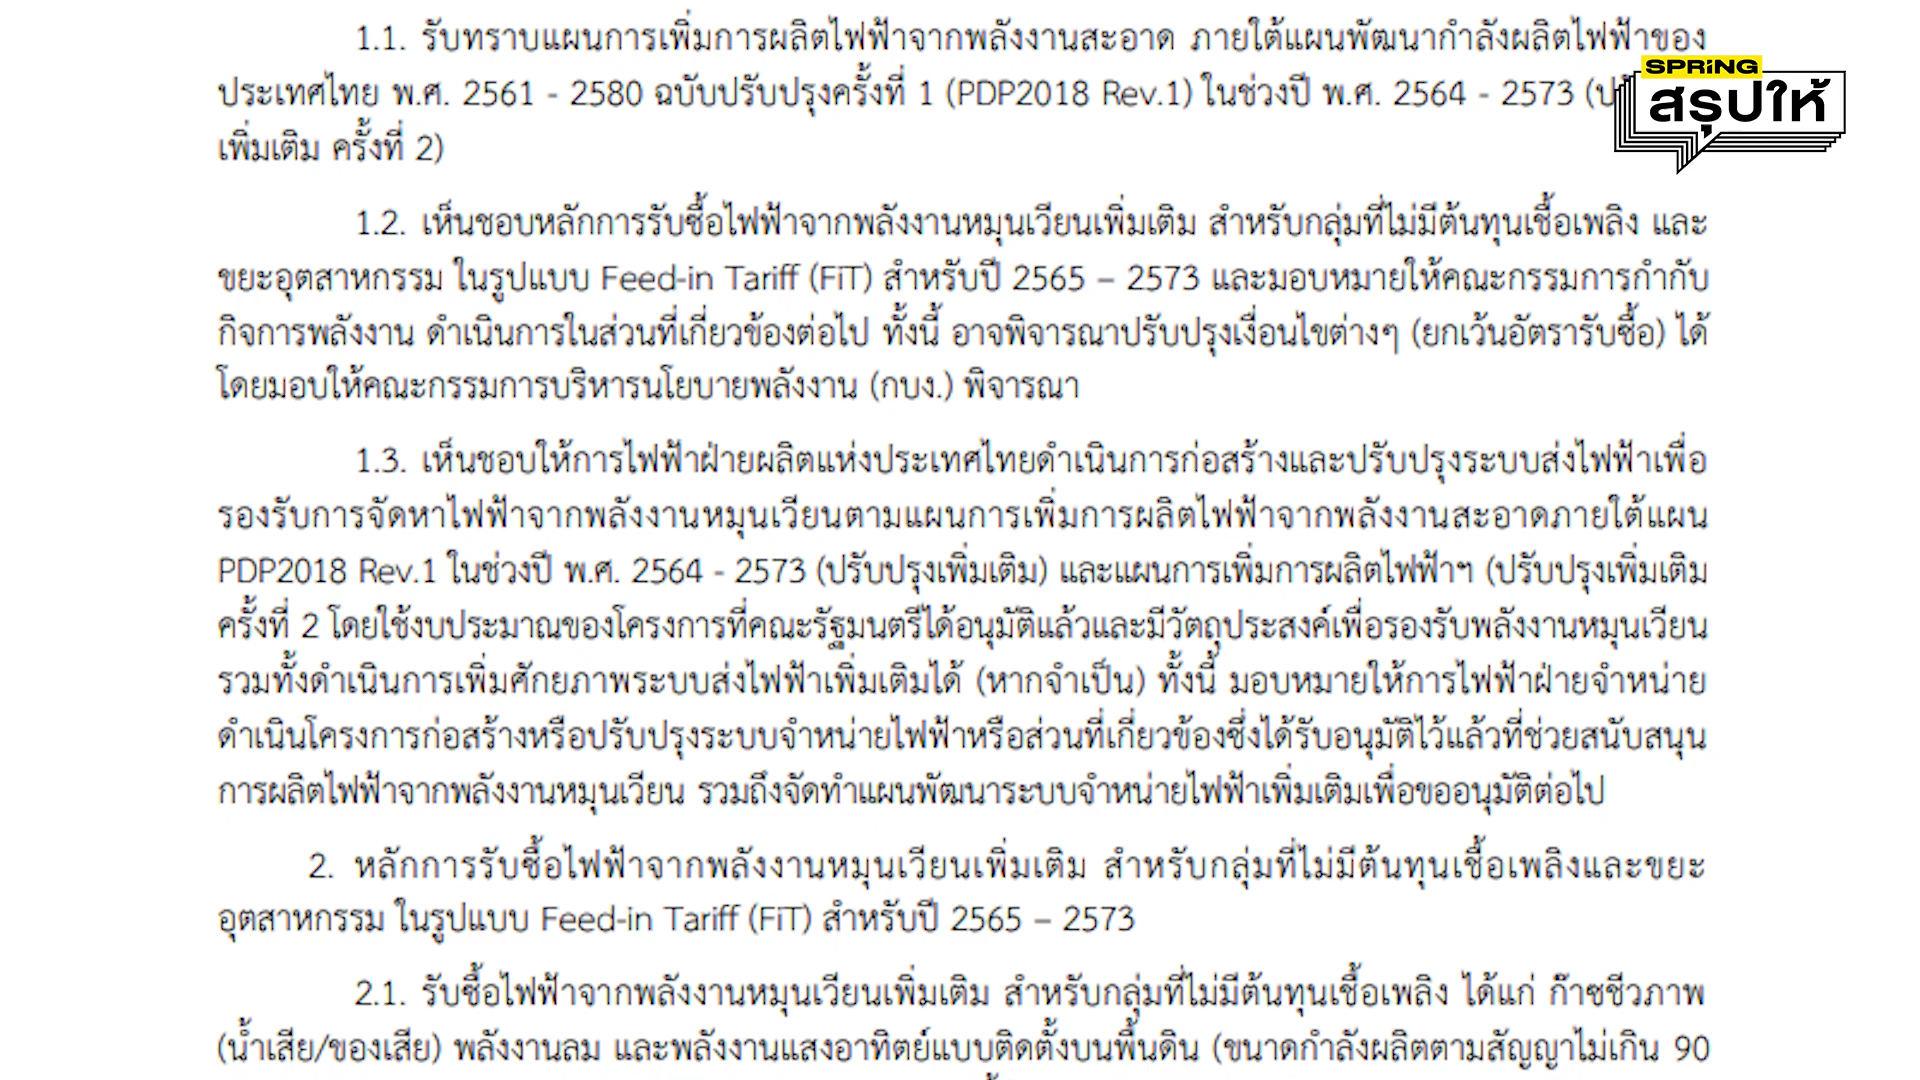 1.1. รับทราบแผนการเพิ่มการผลิตไฟฟ้าจากพลังงานสะอาด ภายใต้แผนพัฒนากำลังผลิตไฟฟ้าของ
SPRiNG
สรุปให้
ประเทศไทย พ.ศ. 2561 - 2580 ฉบับปรับปรุงครั้งที่ 1 (PDP2018 Rev.1) ในช่วงปี พ.ศ. 2564 - 2573
เพิ่มเติม ครั้งที่ 2)
1.2. เห็นชอบหลักการรับซื้อไฟฟ้าจากพลังงานหมุนเวียนเพิ่มเติม สำหรับกลุ่มที่ไม่มีต้นทุนเชื้อเพลิง และ
ขยะอุตสาหกรรม ในรูปแบบ Feed-in Tariff (FiT) สำหรับปี 2565 – 2573 และมอบหมายให้คณะกรรมการกำกับ
กิจการพลังงาน ดำเนินการในส่วนที่เกี่ยวข้องต่อไป ทั้งนี้ อาจพิจารณาปรับปรุงเงื่อนไขต่างๆ (ยกเว้นอัตรารับซื้อ) ได้
โดยมอบให้คณะกรรมการบริหารนโยบายพลังงาน (กบง.) พิจารณา
1.3. เห็นชอบให้การไฟฟ้าฝ่ายผลิตแห่งประเทศไทยดำเนินการก่อสร้างและปรับปรุงระบบส่งไฟฟ้าเพื่อ
รองรับการจัดหาไฟฟ้าจากพลังงานหมุนเวียนตามแผนการเพิ่มการผลิตไฟฟ้าจากพลังงานสะอาดภายใต้แผน
PDP2018 Rev.1 ในช่วงปี พ.ศ. 2564 - 2573 (ปรับปรุงเพิ่มเติม) และแผนการเพิ่มการผลิตไฟฟ้าฯ (ปรับปรุงเพิ่มเติม
ครั้งที่ 2 โดยใช้งบประมาณของโครงการที่คณะรัฐมนตรีได้อนุมัติแล้วและมีวัตถุประสงค์เพื่อรองรับพลังงานหมุนเวียน
รวมทั้งดำเนินการเพิ่มศักยภาพระบบส่งไฟฟ้าเพิ่มเติมได้ (หากจำเป็น) ทั้งนี้ มอบหมายให้การไฟฟ้าฝ่ายจำหน่าย
ดำเนินโครงการก่อสร้างหรือปรับปรุงระบบจำหน่ายไฟฟ้าหรือส่วนที่เกี่ยวข้องซึ่งได้รับอนุมัติไว้แล้วที่ช่วยสนับสนุน
การผลิตไฟฟ้าจากพลังงานหมุนเวียน รวมถึงจัดทำแผนพัฒนาระบบจำหน่ายไฟฟ้าเพิ่มเติมเพื่อขออนุมัติต่อไป
2. หลักการรับซื้อไฟฟ้าจากพลังงานหมุนเวียนเพิ่มเติม สำหรับกลุ่มที่ไม่มีต้นทุนเชื้อเพลิงและขยะ
อุตสาหกรรม ในรูปแบบ Feed-in Tariff (FiT) สำหรับปี 2565 – 2573
2.1. รับซื้อไฟฟ้าจากพลังงานหมุนเวียนเพิ่มเติม สำหรับกลุ่มที่ไม่มีต้นทุนเชื้อเพลิง ได้แก่ ก๊าซชีวภาพ
(น้ำเสีย/ของเสีย) พลังงานลม และพลังงานแสงอาทิตย์แบบติดตั้งบนพื้นดิน (ขนาดกำลังผลิตตามสัญญาไม่เกิน 90